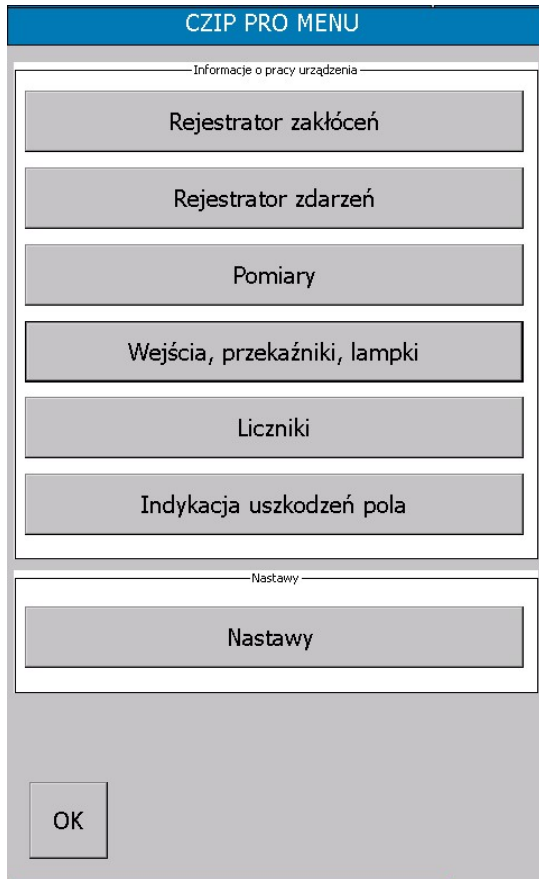 CZIP PRO MENU
Informacje o pracy urządzenia
Rejestrator zakłóceń
Rejestrator zdarzeń
Pomiary
Wejścia, przekaźniki, lampki
Liczniki
Indykacja uszkodzeń pola
Nastawy
Nastawy
OK